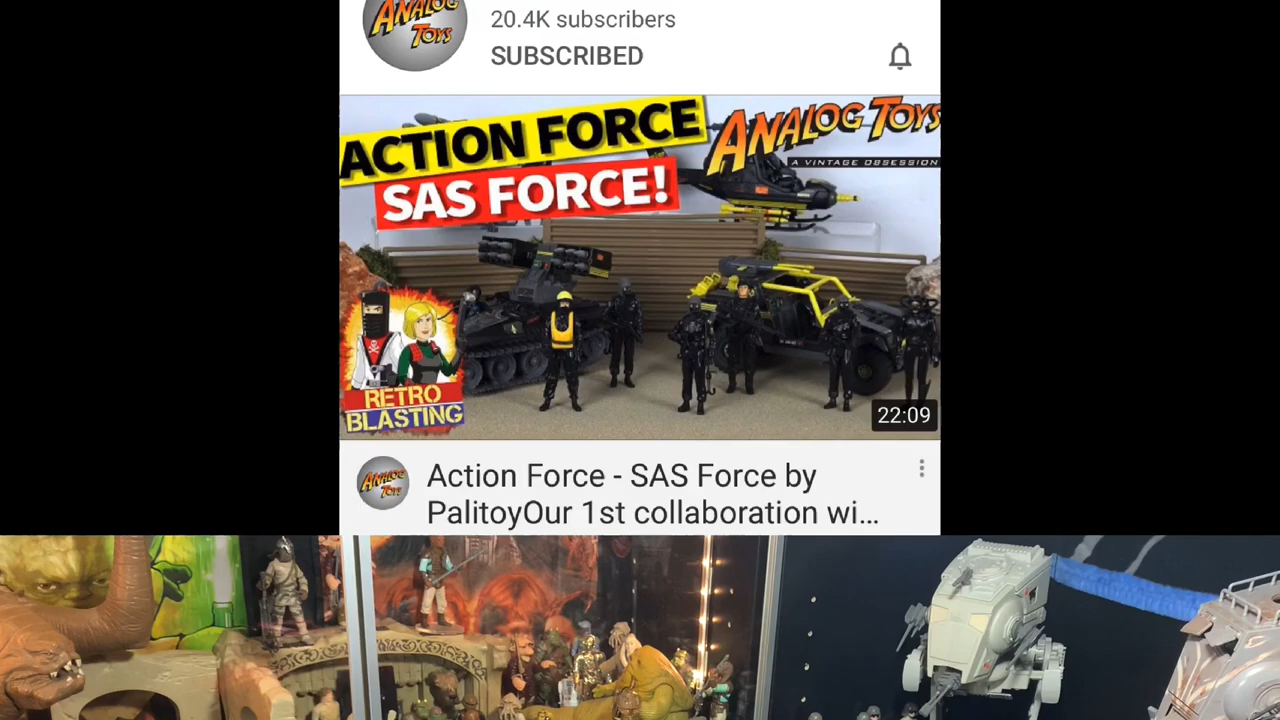 ANALOG
TOYS
20.4K subscribers
SUBSCRIBED
ACTION FORCE
SAS FORCE!
ANALOG TOYS
A VINTAGE OBSESSION
RETRO
BLASTING
22:09
ANALOG
TOYS
Action Force - SAS Force by
PalitoyOur 1st collaboration wi...